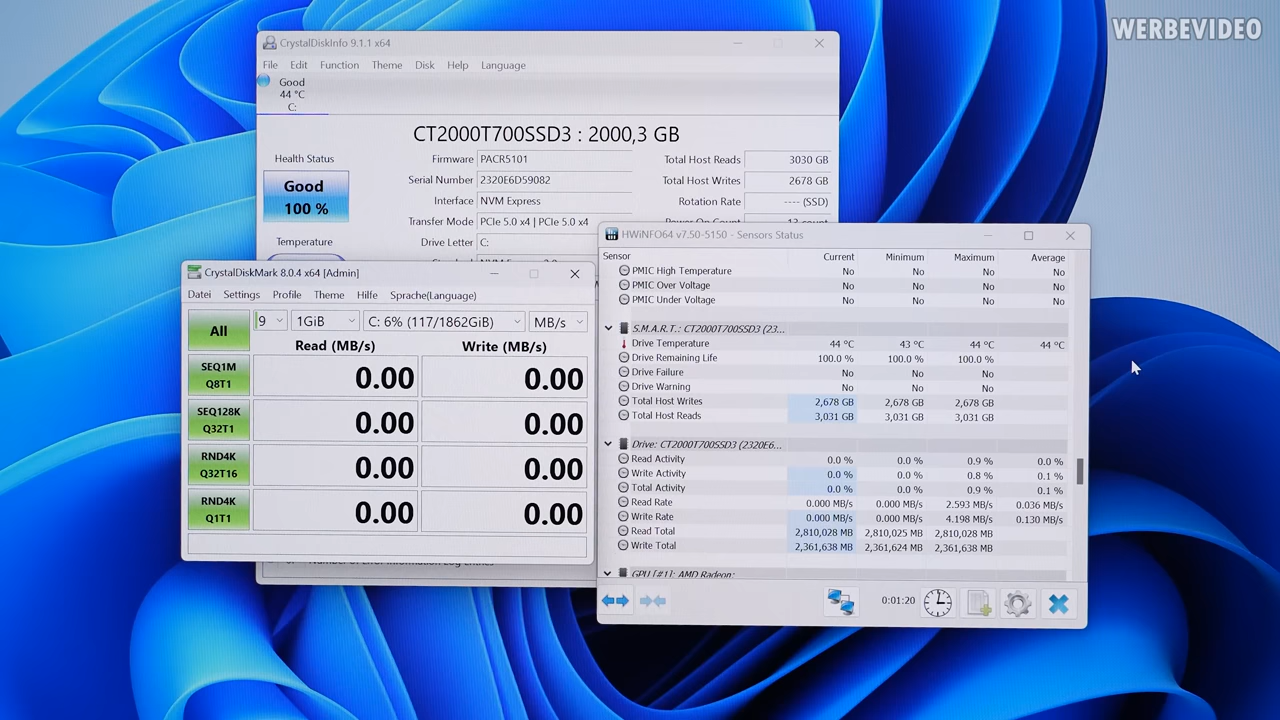 WERBEVIDEO
CrystalDiskInfo 9.1.1 x64
File Edit Function Theme Disk Help Language
Good
44 °C
C:
CT2000T700SSD3 : 2000,3 GB
Health Status
Good
100 %
Temperature
Firmware PACR5101
Serial Number 2320E6D59082
Interface NVM Express
Transfer Mode PCIe 5.0 x4 | PCIe 5.0 x4
Drive Letter C:
Total Host Reads 3030 GB
Total Host Writes 2678 GB
Rotation Rate ---- (SSD)
CrystalDiskMark 8.0.4 x64 [Admin]
Datei Settings Profile Theme Hilfe Sprache(Language)
All 9 1GiB C: 6% (117/1862GiB) MB/s
Read (MB/s) Write (MB/s)
SEQ1M
Q8T1 0.00 0.00
SEQ128K
Q32T1 0.00 0.00
RND4K
Q32T16 0.00 0.00
RND4K
Q1T1 0.00 0.00
HWiNFO64 v7.50-5150 - Sensors Status
Sensor Current Minimum Maximum Average
PMIC High Temperature No No No No
PMIC Over Voltage No No No No
PMIC Under Voltage No No No No
S.M.A.R.T.: CT2000T700SSD3 (23...
Drive Temperature 44 °C 43 °C 44 °C 44 °C
Drive Remaining Life 100.0 % 100.0 % 100.0 %
Drive Failure No No No
Drive Warning No No No
Total Host Writes 2,678 GB 2,678 GB 2,678 GB
Total Host Reads 3,031 GB 3,031 GB 3,031 GB
Drive: CT2000T700SSD3 (2320E6...
Read Activity 0.0 % 0.0 % 0.9 % 0.0 %
Write Activity 0.0 % 0.0 % 0.8 % 0.1 %
Total Activity 0.0 % 0.0 % 0.9 % 0.1 %
Read Rate 0.000 MB/s 0.000 MB/s 2.593 MB/s 0.036 MB/s
Write Rate 0.000 MB/s 0.000 MB/s 4.198 MB/s 0.130 MB/s
Read Total 2,810,028 MB 2,810,025 MB 2,810,028 MB
Write Total 2,361,638 MB 2,361,624 MB 2,361,638 MB
GPU [#1]: AMD Radeon:
0:01:20